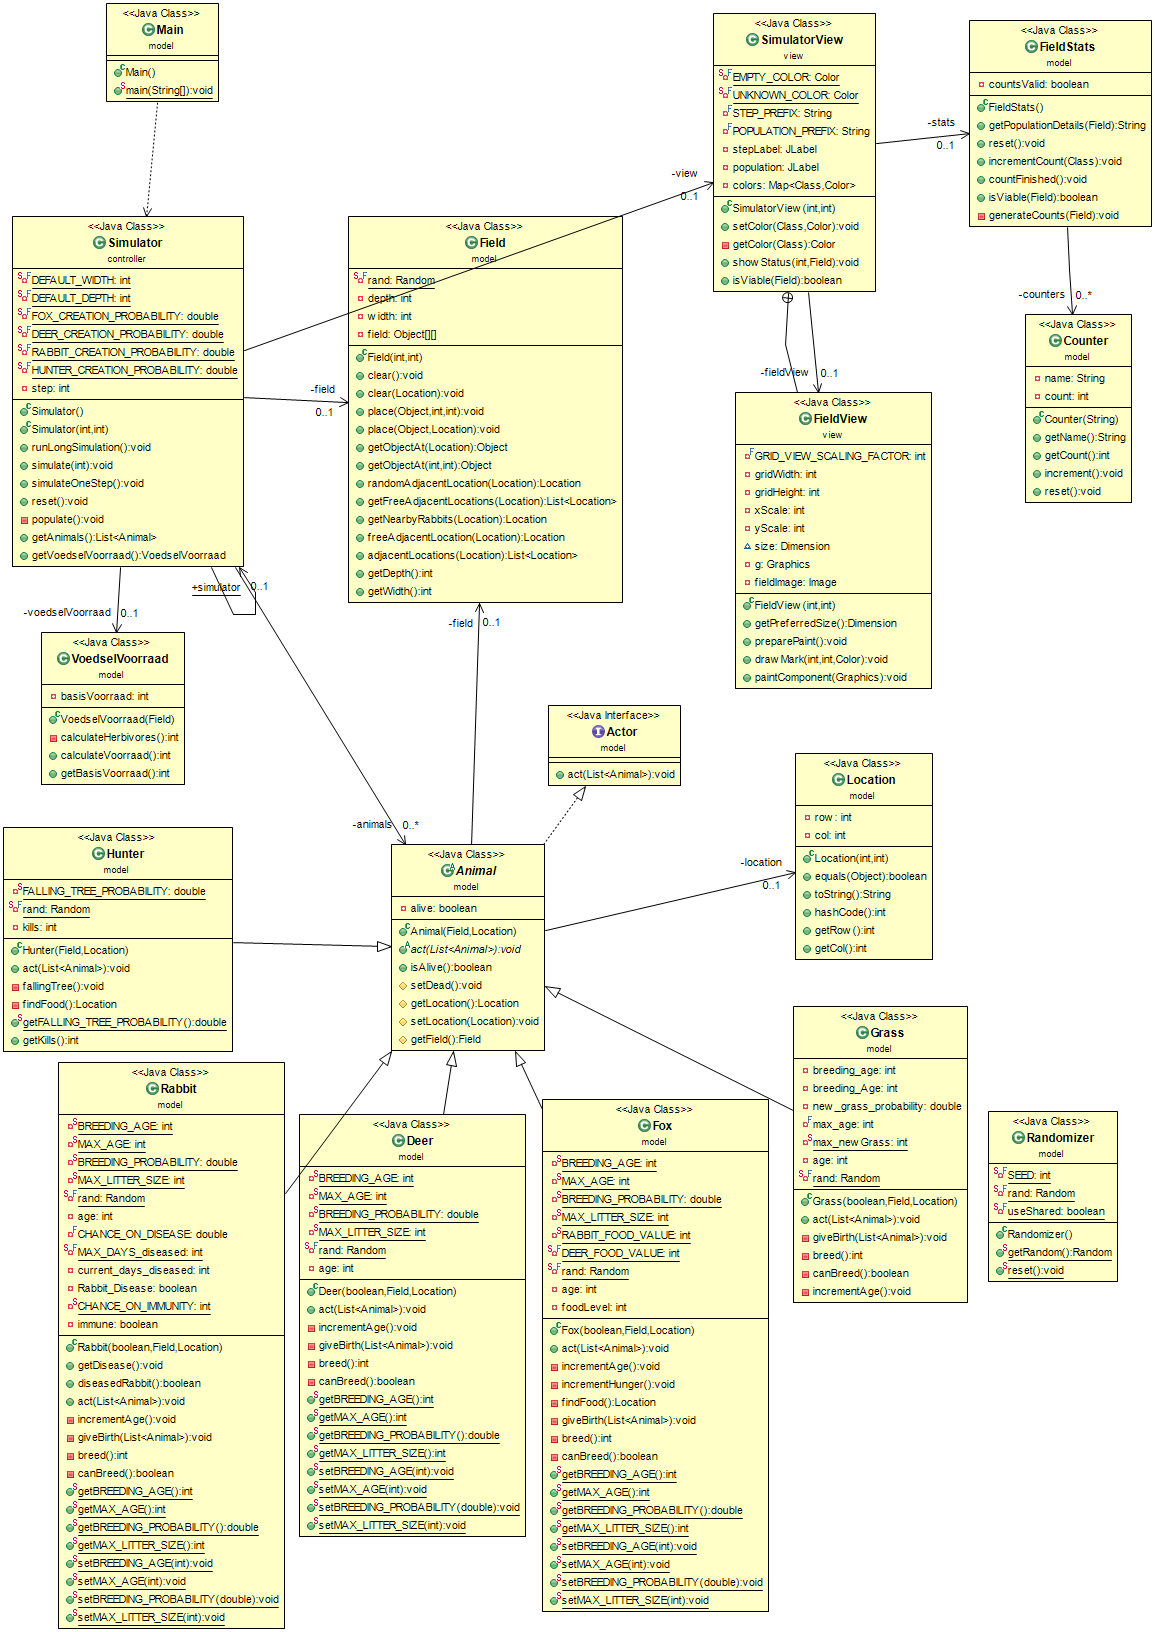 <<Java Class>>
Main
model
Main()
main(String[]):void
<<Java Class>>
SimulatorView
view
EMPTY_COLOR: Color
UNKNOWN_COLOR: Color
STEP_PREFIX: String
POPULATION_PREFIX: String
stepLabel: JLabel
population: JLabel
colors: Map<Class,Color>
SimulatorView(int,int)
setColor(Class,Color):void
getColor(Class):Color
showStatus(int,Field):void
isViable(Field):boolean
<<Java Class>>
FieldStats
model
countsValid: boolean
FieldStats()
getPopulationDetails(Field):String
reset():void
incrementCount(Class):void
countFinished():void
isViable(Field):boolean
generateCounts(Field):void
-stats
0..1
-view
0..1
<<Java Class>>
Simulator
controller
DEFAULT_WIDTH: int
DEFAULT_DEPTH: int
FOX_CREATION_PROBABILITY: double
DEER_CREATION_PROBABILITY: double
RABBIT_CREATION_PROBABILITY: double
HUNTER_CREATION_PROBABILITY: double
step: int
Simulator()
Simulator(int,int)
runLongSimulation():void
simulate(int):void
simulateOneStep():void
reset():void
populate():void
getAnimals():List<Animal>
getVoedselVoorraad():VoedselVoorraad
<<Java Class>>
Field
model
rand: Random
depth: int
width: int
field: Object[][]
Field(int,int)
clear():void
clear(Location):void
place(Object,int,int):void
place(Object,Location):void
getObjectAt(Location):Object
getObjectAt(int,int):Object
randomAdjacentLocation(Location):Location
getFreeAdjacentLocations(Location):List<Location>
getNearbyRabbits(Location):Location
freeAdjacentLocation(Location):Location
adjacentLocations(Location):List<Location>
getDepth():int
getWidth():int
-field
0..1
-counters
0..*
<<Java Class>>
Counter
model
name: String
count: int
Counter(String)
getName():String
getCount():int
increment():void
reset():void
-fieldView
0..1
<<Java Class>>
FieldView
view
GRID_VIEW_SCALING_FACTOR: int
gridWidth: int
gridHeight: int
xScale: int
yScale: int
size: Dimension
g: Graphics
fieldImage: Image
FieldView(int,int)
getPreferredSize():Dimension
preparePaint():void
drawMark(int,int,Color):void
paintComponent(Graphics):void
+simulator
0..1
-voedselVoorraad
0..1
<<Java Class>>
VoedselVoorraad
model
basisVoorraad: int
VoedselVoorraad(Field)
calculateHerbivores():int
calculateVoorraad():int
getBasisVoorraad():int
-field
0..1
<<Java Interface>>
Actor
model
act(List<Animal>):void
<<Java Class>>
Location
model
row: int
col: int
Location(int,int)
equals(Object):boolean
toString():String
hashCode():int
getRow():int
getCol():int
-location
0..1
-animals
0..*
<<Java Class>>
Hunter
model
FALLING_TREE_PROBABILITY: double
rand: Random
kills: int
Hunter(Field,Location)
act(List<Animal>):void
fallingTree():void
findFood():Location
getFALLING_TREE_PROBABILITY():double
getKills():int
<<Java Class>>
Animal
model
alive: boolean
Animal(Field,Location)
act(List<Animal>):void
isAlive():boolean
setDead():void
getLocation():Location
setLocation(Location):void
getField():Field
<<Java Class>>
Rabbit
model
BREEDING_AGE: int
MAX_AGE: int
BREEDING_PROBABILITY: double
MAX_LITTER_SIZE: int
rand: Random
age: int
CHANCE_ON_DISEASE: double
MAX_DAYS_diseased: int
current_days_diseased: int
Rabbit_Disease: boolean
CHANCE_ON_IMMUNITY: int
immune: boolean
Rabbit(boolean,Field,Location)
getDisease():void
diseasedRabbit():boolean
act(List<Animal>):void
incrementAge():void
giveBirth(List<Animal>):void
breed():int
canBreed():boolean
getBREEDING_AGE():int
getMAX_AGE():int
getBREEDING_PROBABILITY():double
getMAX_LITTER_SIZE():int
setBREEDING_AGE(int):void
setMAX_AGE(int):void
setBREEDING_PROBABILITY(double):void
setMAX_LITTER_SIZE(int):void
<<Java Class>>
Deer
model
BREEDING_AGE: int
MAX_AGE: int
BREEDING_PROBABILITY: double
MAX_LITTER_SIZE: int
rand: Random
age: int
Deer(boolean,Field,Location)
act(List<Animal>):void
incrementAge():void
giveBirth(List<Animal>):void
breed():int
canBreed():boolean
getBREEDING_AGE():int
getMAX_AGE():int
getBREEDING_PROBABILITY():double
getMAX_LITTER_SIZE():int
setBREEDING_AGE(int):void
setMAX_AGE(int):void
setBREEDING_PROBABILITY(double):void
setMAX_LITTER_SIZE(int):void
<<Java Class>>
Fox
model
BREEDING_AGE: int
MAX_AGE: int
BREEDING_PROBABILITY: double
MAX_LITTER_SIZE: int
RABBIT_FOOD_VALUE: int
DEER_FOOD_VALUE: int
rand: Random
age: int
foodLevel: int
Fox(boolean,Field,Location)
act(List<Animal>):void
incrementAge():void
incrementHunger():void
findFood():Location
giveBirth(List<Animal>):void
breed():int
canBreed():boolean
getBREEDING_AGE():int
getMAX_AGE():int
getBREEDING_PROBABILITY():double
getMAX_LITTER_SIZE():int
setBREEDING_AGE(int):void
setMAX_AGE(int):void
setBREEDING_PROBABILITY(double):void
setMAX_LITTER_SIZE(int):void
<<Java Class>>
Grass
model
breeding_age: int
breeding_Age: int
new_grass_probability: double
max_age: int
max_new Grass: int
age: int
rand: Random
Grass(boolean,Field,Location)
act(List<Animal>):void
giveBirth(List<Animal>):void
breed():int
canBreed():boolean
incrementAge():void
<<Java Class>>
Randomizer
model
SEED: int
rand: Random
useShared: boolean
Randomizer()
getRandom():Random
reset():void